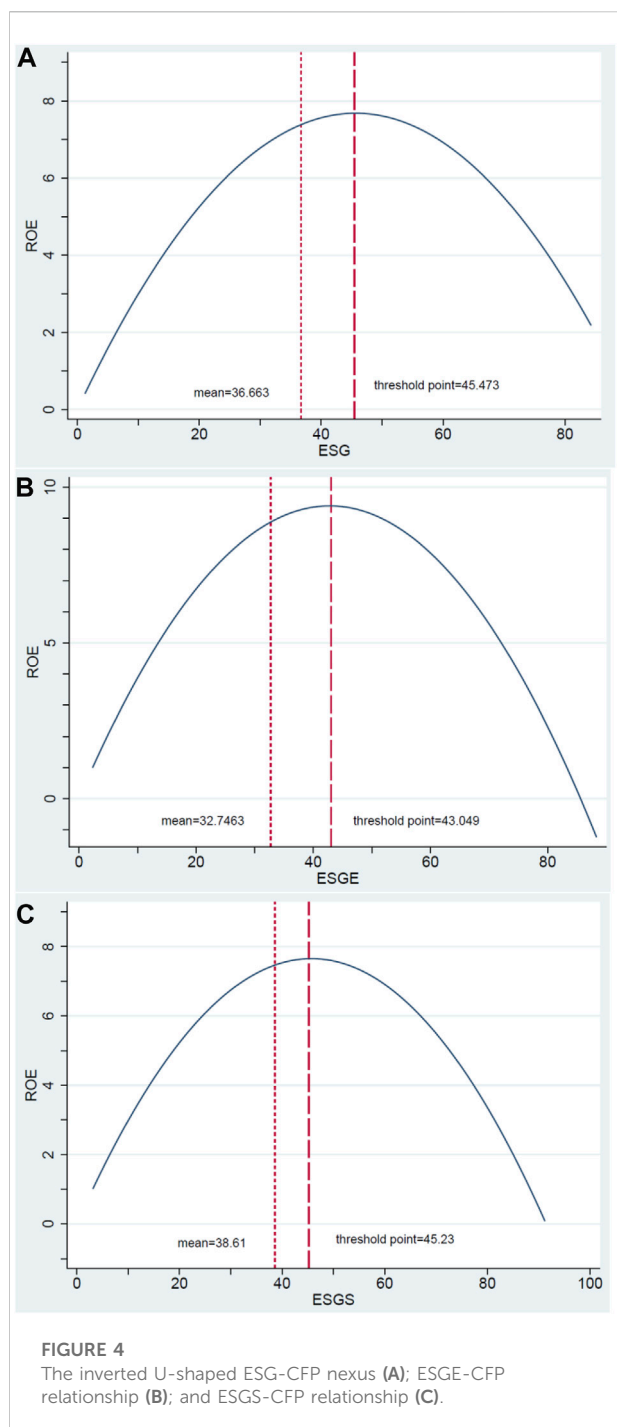 A
ROE
8
6
4
2
0
mean=36.663
threshold point=45.473
0 20 40 60 80
ESG
B
ROE
10
5
0
mean=32.7463
threshold point=43.049
0 20 40 60 80
ESGE
C
ROE
8
6
4
2
0
mean=38.61
threshold point=45.23
0 20 40 60 80 100
ESGS
FIGURE 4
The inverted U-shaped ESG-CFP nexus (A); ESGE-CFP
relationship (B); and ESGS-CFP relationship (C).